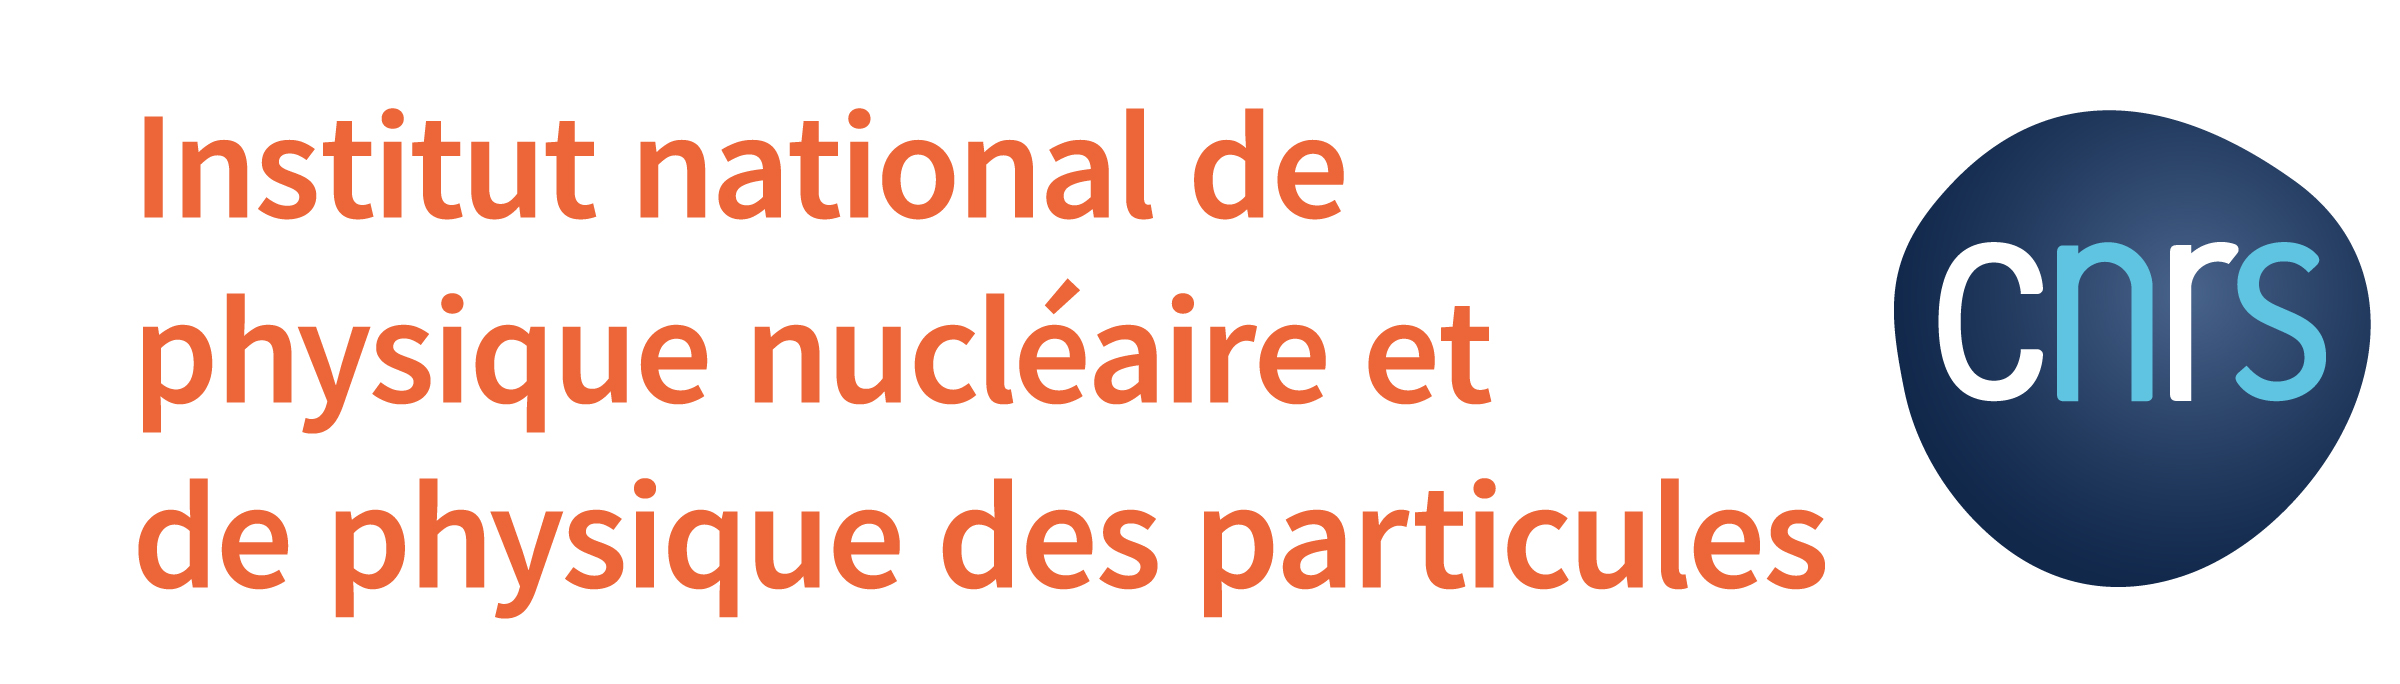 Institut national de
physique nucléaire et
de physique des particules
cnrs